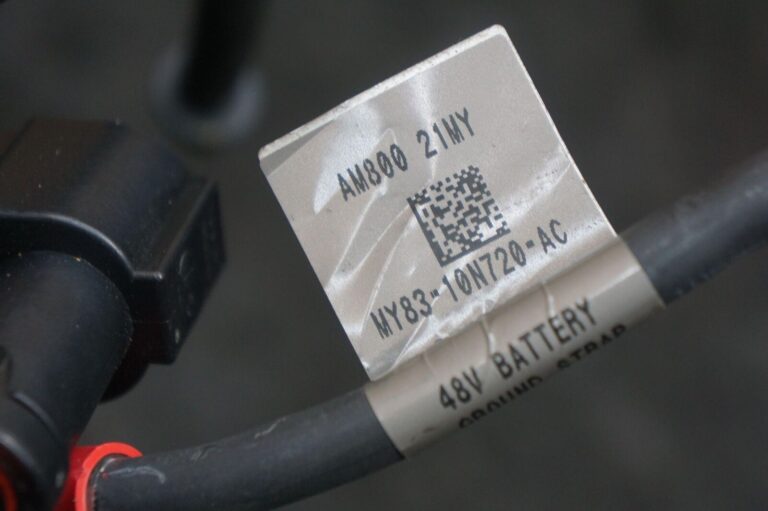 AM800 21MY
MY83-10N720-AC
48V BATTERY
GROUND STRAP